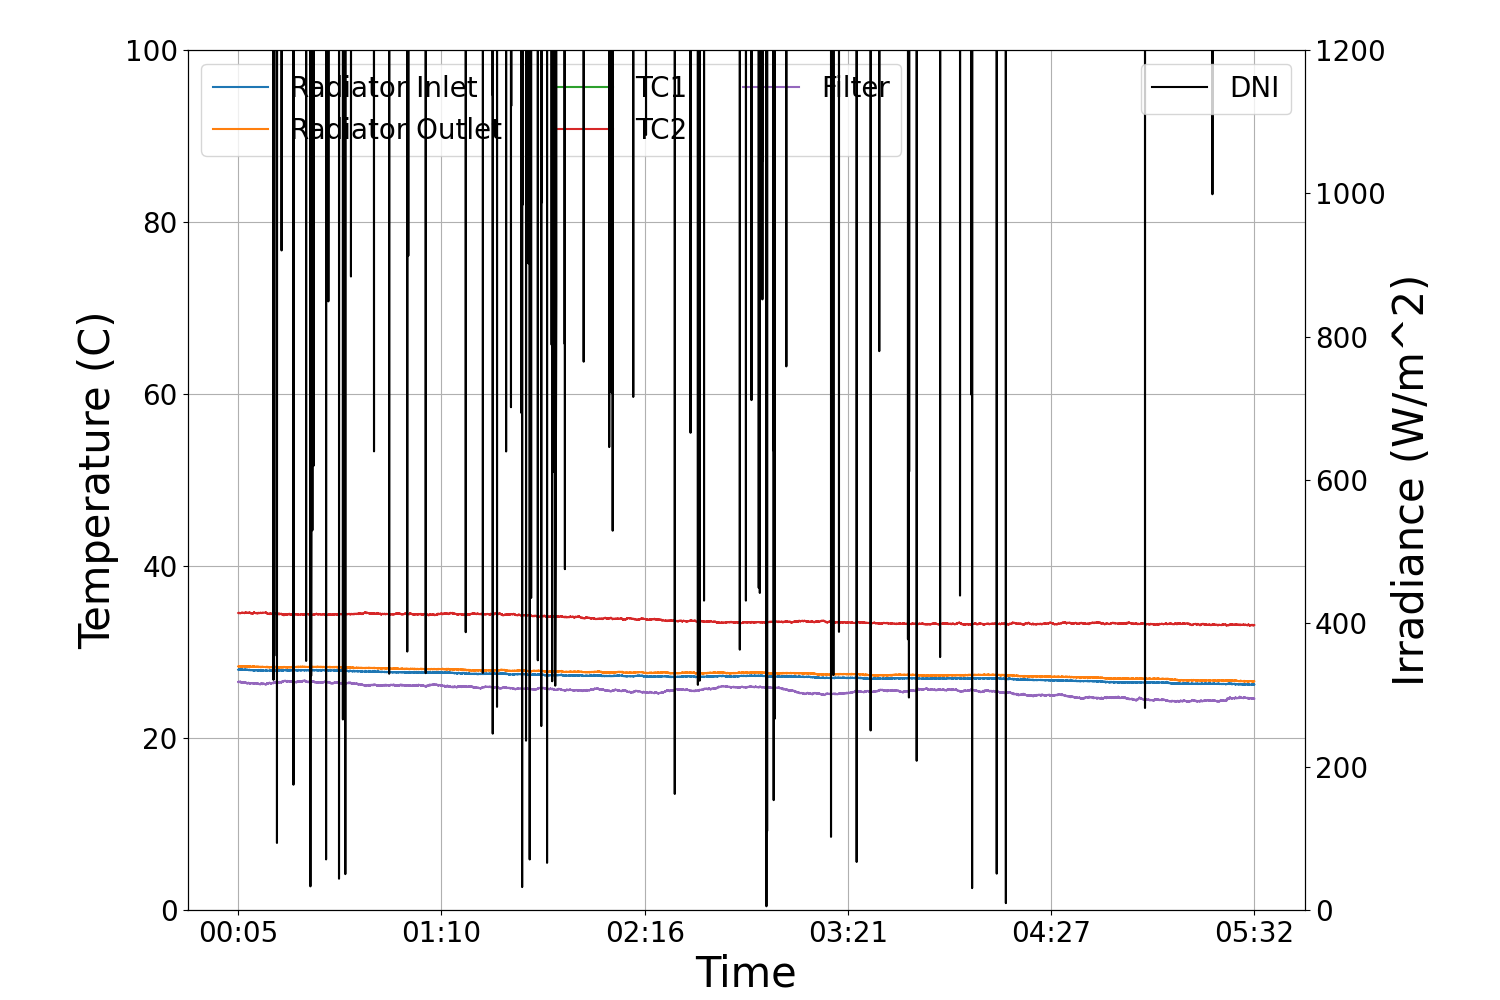 100
80
60
40
20
0
Temperature (C)
Radiator Inlet
Radiator Outlet
TC1
TC2
Filter
DNI
1200
1000
800
600
400
200
0
Irradiance (W/m^2)
00:05
01:10
02:16
03:21
04:27
05:32
Time